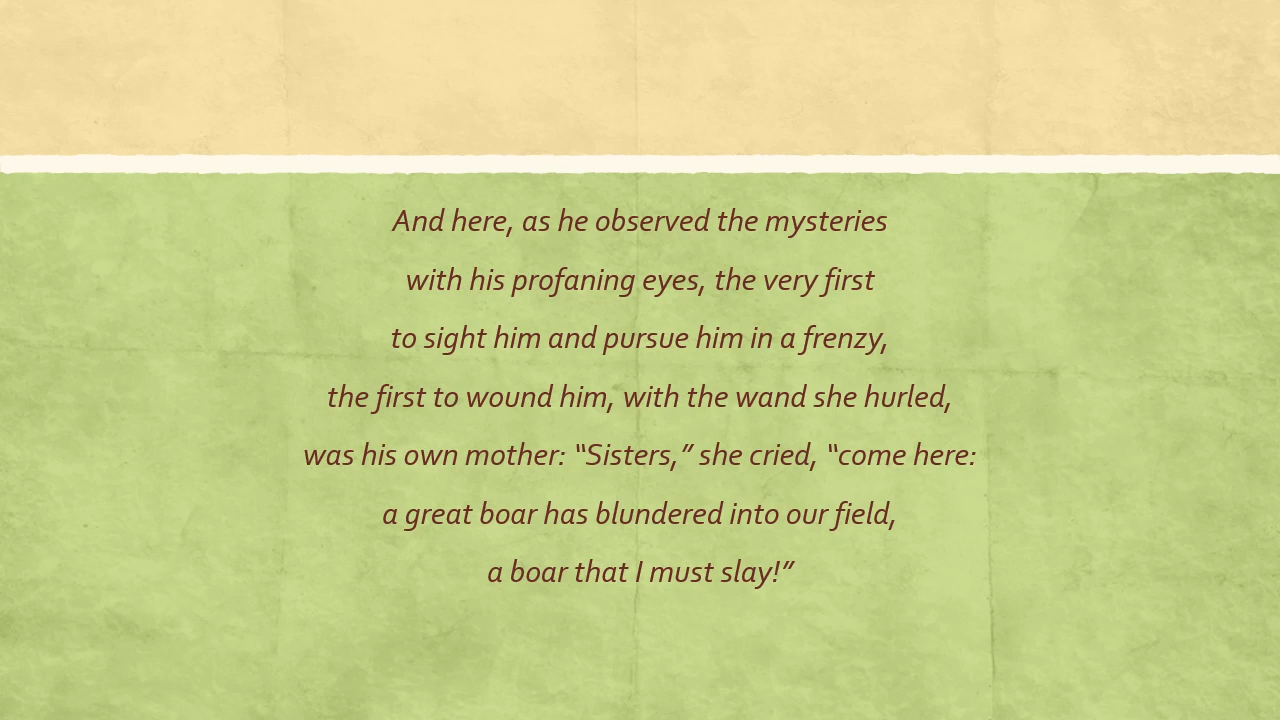 And here, as he observed the mysteries
with his profaning eyes, the very first
to sight him and pursue him in a frenzy,
the first to wound him, with the wand she hurled,
was his own mother: “Sisters,” she cried, “come here:
a great boar has blundered into our field,
a boar that I must slay!”